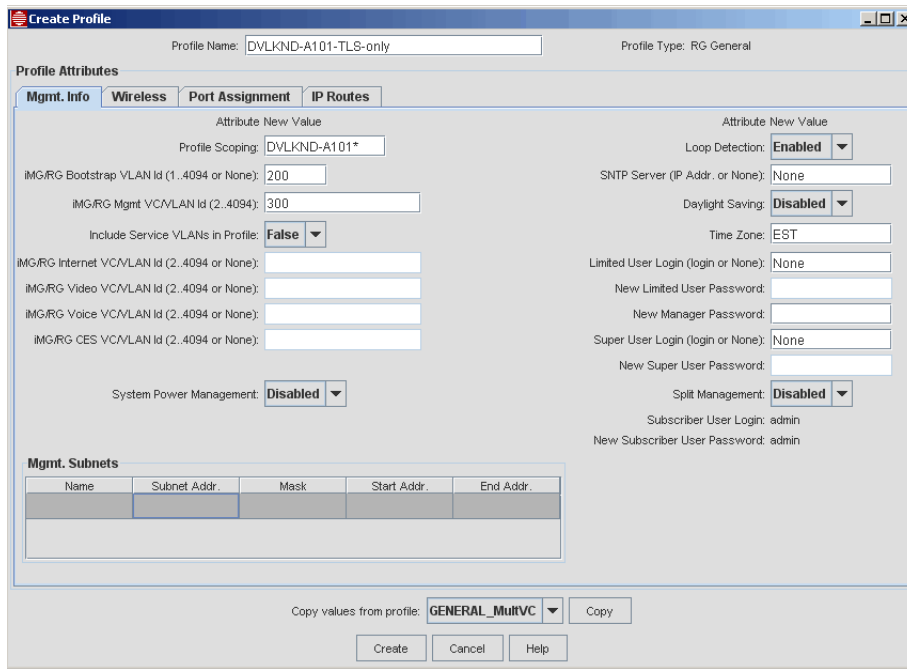 Create Profile
Profile Name: DVLKND-A101-TLS-only
Profile Type: RG General
Profile Attributes
Mgmt. Info Wireless Port Assignment IP Routes
Attribute New Value
Profile Scoping: DVLKND-A101*
iMG/RG Bootstrap VLAN Id (1..4094 or None): 200
iMG/RG Mgmt VC/VLAN Id (2..4094): 300
Include Service VLANs in Profile: False
iMG/RG Internet VC/VLAN Id (2..4094 or None):
iMG/RG Video VC/VLAN Id (2..4094 or None):
iMG/RG Voice VC/VLAN Id (2..4094 or None):
iMG/RG CES VC/VLAN Id (2..4094 or None):
System Power Management: Disabled
Attribute New Value
Loop Detection: Enabled
SNTP Server (IP Addr. or None): None
Daylight Saving: Disabled
Time Zone: EST
Limited User Login (login or None): None
New Limited User Password:
New Manager Password:
Super User Login (login or None): None
New Super User Password:
Split Management: Disabled
Subscriber User Login: admin
New Subscriber User Password: admin
Mgmt. Subnets
Name Subnet Addr. Mask Start Addr. End Addr.
Copy values from profile: GENERAL_MultVC Copy
Create Cancel Help